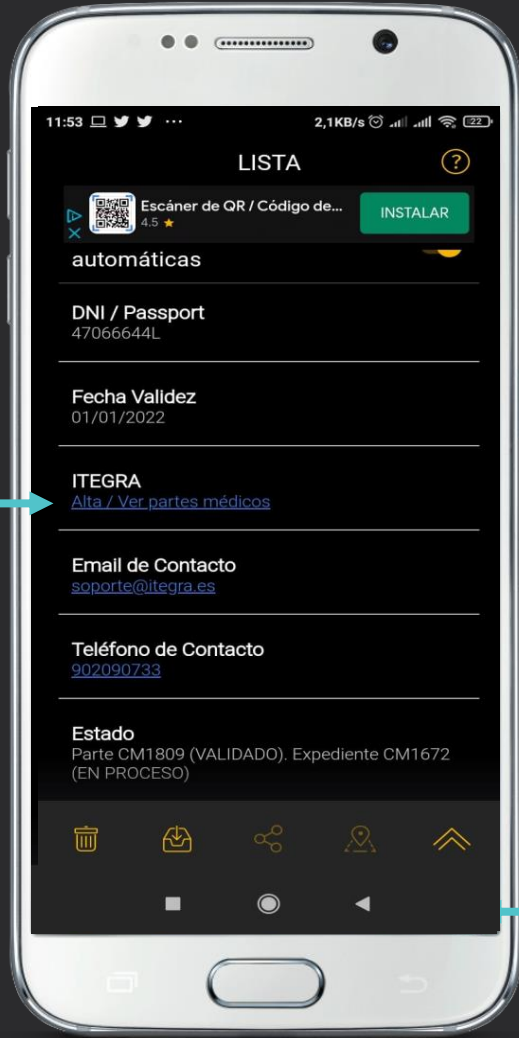 11:53 ...
2,1KB/s 22
LISTA
?
Escáner de QR / Código de...
4.5 ★
INSTALAR
automáticas
DNI / Passport
47066644L
Fecha Validez
01/01/2022
ITEGRA
Alta / Ver partes médicos
Email de Contacto
soporte@itegra.es
Teléfono de Contacto
902090733
Estado
Parte CM1809 (VALIDADO). Expediente CM1672
(EN PROCESO)